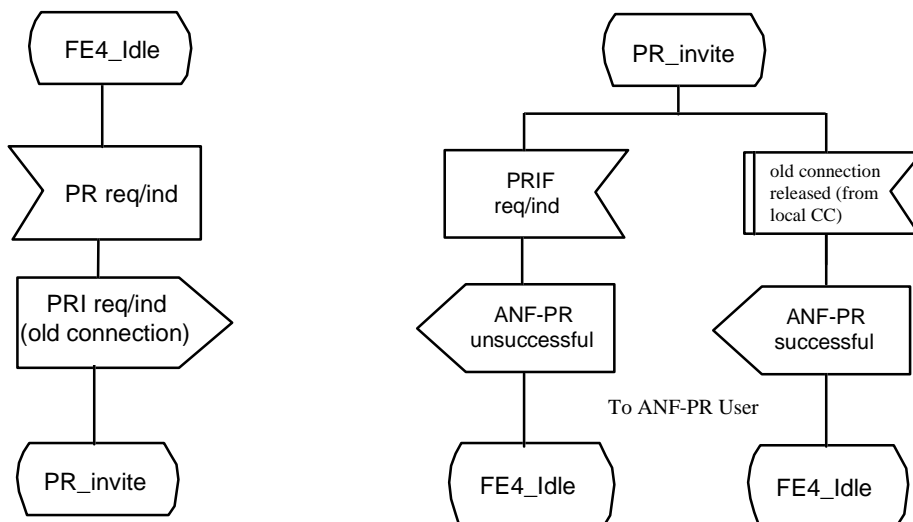 FE4_Idle
PR req/ind
PRI req/ind
(old connection)
PR_invite
PR_invite
PRIF
req/ind
old connection
released (from
local CC)
ANF-PR
unsuccessful
ANF-PR
successful
To ANF-PR User
FE4_Idle
FE4_Idle